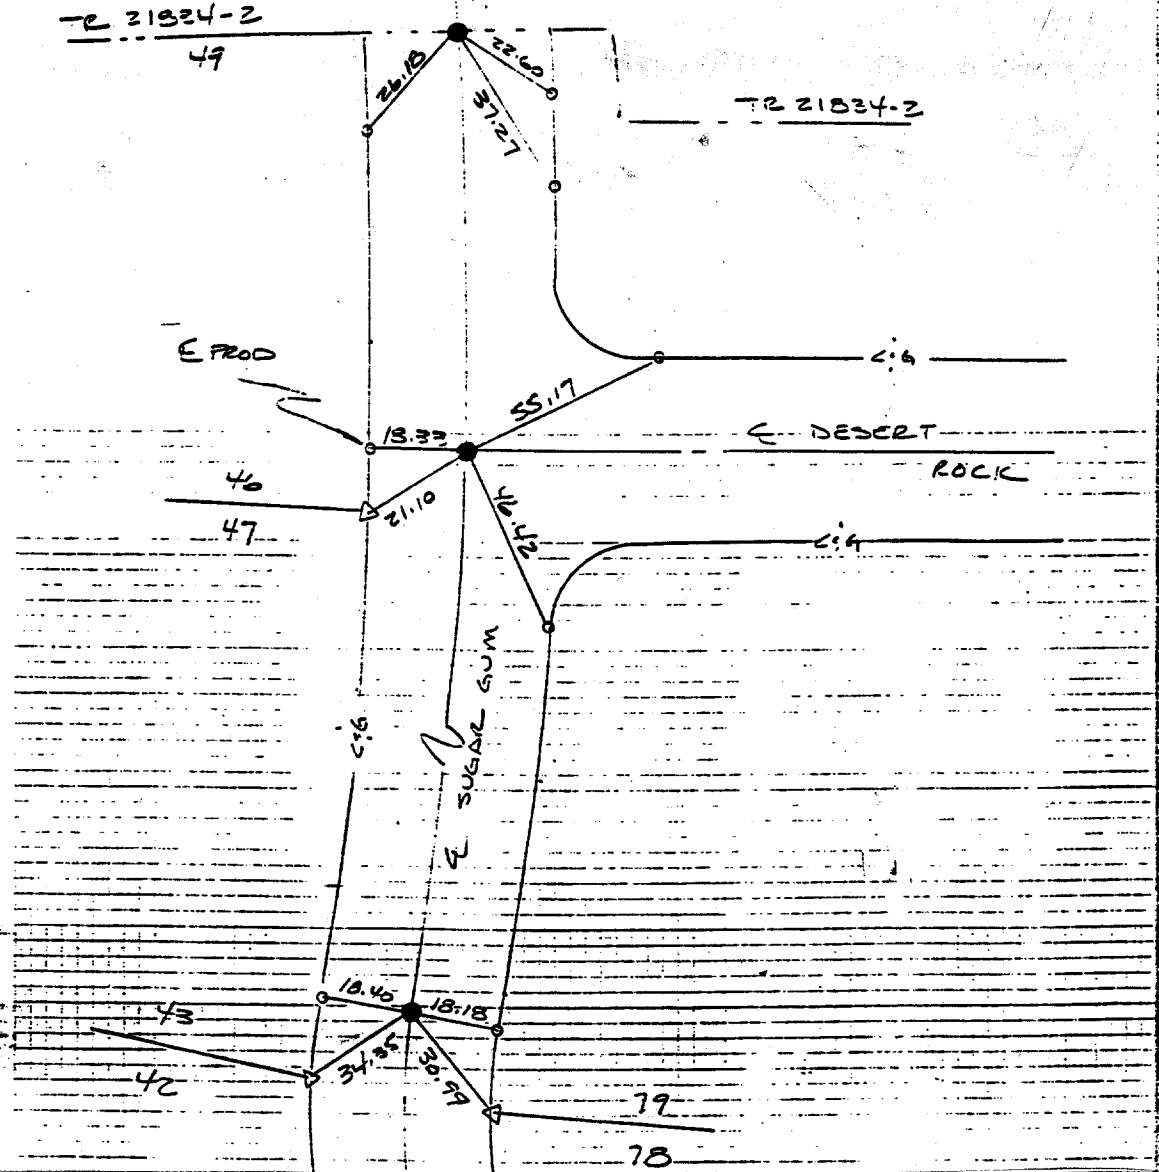 TR 21834-2
49
26.18
22.60
37.27
TR 21834-2
℄ PROD
C&G
55.17
18.33
℄ DESERT
ROCK
46
47
21.10
46.42
C&G
C&G
℄ SUGAR GUM
18.40
18.18
43
42
34.35
30.99
79
78